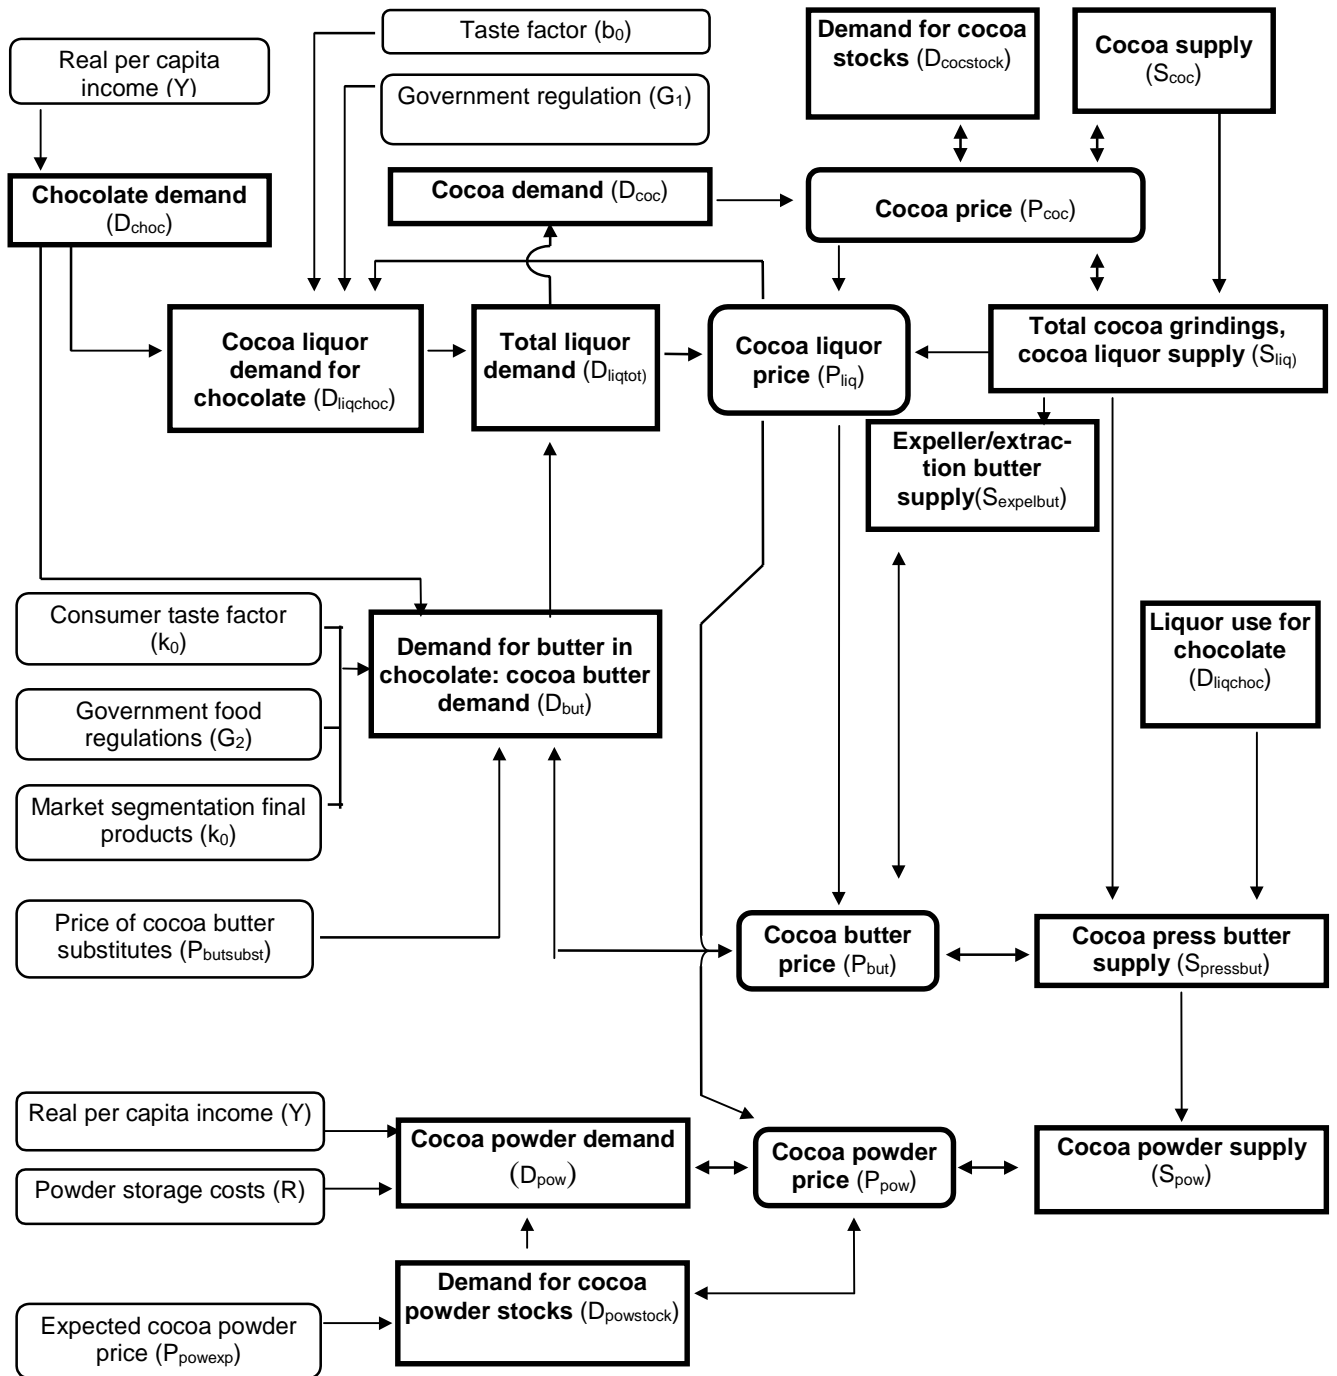 Taste factor (b0)
Demand for cocoa
stocks (Dcocstock)
Cocoa supply
(Scoc)
Real per capita
income (Y)
Government regulation (G1)
Chocolate demand
(Dchoc)
Cocoa demand (Dcoc)
Cocoa price (Pcoc)
Cocoa liquor
demand for
chocolate (Dliqchoc)
Total liquor
demand (Dliqtot)
Cocoa liquor
price (Pliq)
Total cocoa grindings,
cocoa liquor supply (Sliq)
Expeller/extrac-
tion butter
supply(Sexpelbut)
Consumer taste factor
(k0)
Demand for butter in
chocolate: cocoa butter
demand (Dbut)
Liquor use for
chocolate
(Dliqchoc)
Government food
regulations (G2)
Market segmentation final
products (k0)
Price of cocoa butter
substitutes (Pbutsubst)
Cocoa butter
price (Pbut)
Cocoa press butter
supply (Spressbut)
Real per capita income (Y)
Powder storage costs (R)
Cocoa powder demand
(Dpow)
Cocoa powder
price (Ppow)
Cocoa powder supply
(Spow)
Expected cocoa powder
price (Ppowexp)
Demand for cocoa
powder stocks (Dpowstock)